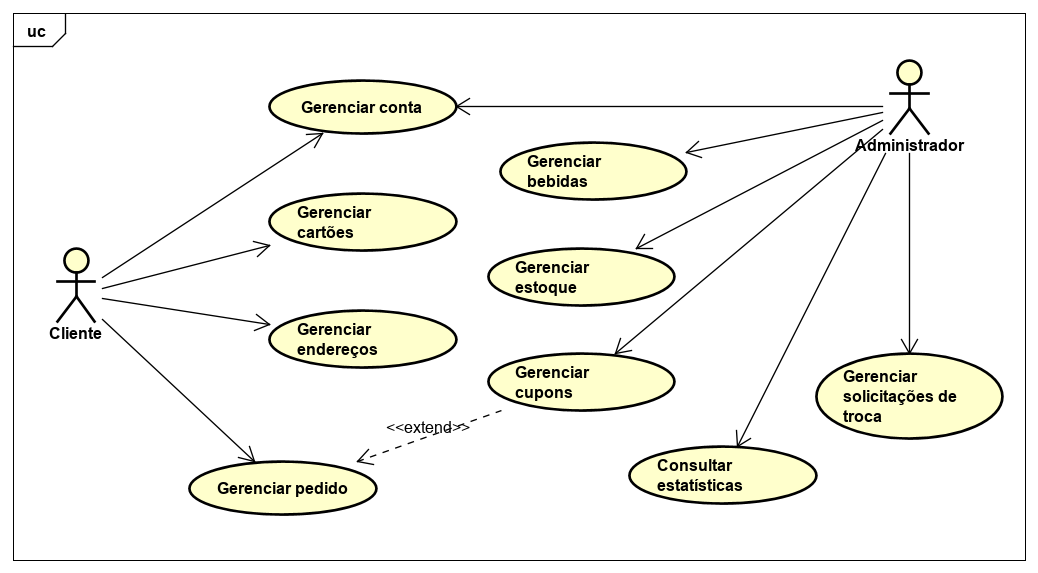 uc
Gerenciar conta
Administrador
Gerenciar
bebidas
Gerenciar
cartões
Gerenciar
estoque
Cliente
Gerenciar
endereços
Gerenciar
cupons
Gerenciar
solicitações de
troca
<<extend>>
Gerenciar pedido
Consultar
estatísticas